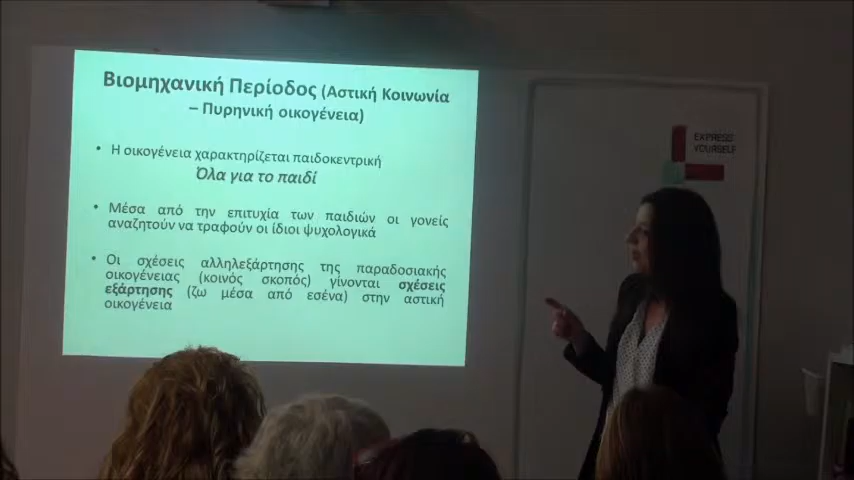 Βιομηχανική Περίοδος (Αστική Κοινωνία
– Πυρηνική οικογένεια)
• Η οικογένεια χαρακτηρίζεται παιδοκεντρική
Όλα για το παιδί
• Μέσα από την επιτυχία των παιδιών οι γονείς
αναζητούν να τραφούν οι ίδιοι ψυχολογικά
• Οι σχέσεις αλληλεξάρτησης της παραδοσιακής
οικογένειας (κοινός σκοπός) γίνονται σχέσεις
εξάρτησης (ζω μέσα από εσένα) στην αστική
οικογένεια
EXPRESS
YOURSELF